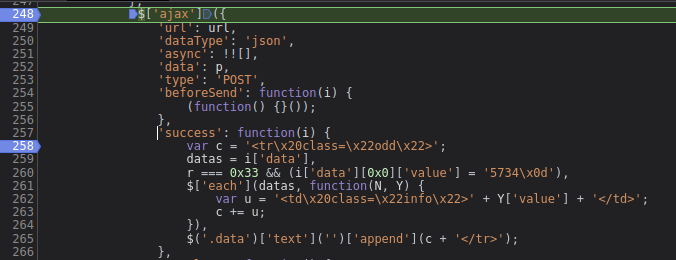 248 $['ajax']({
249 'url': url,
250 'dataType': 'json',
251 'async': !![],
252 'data': p,
253 'type': 'POST',
254 'beforeSend': function(i) {
255 (function() {}());
256 },
257 'success': function(i) {
258 var c = '<tr\x20class=\x22odd\x22>';
259 datas = i['data'],
260 r === 0x33 && (i['data'][0x0]['value'] = '5734\x0d'),
261 $['each'](datas, function(N, Y) {
262 var u = '<td\x20class=\x22info\x22>' + Y['value'] + '</td>';
263 c += u;
264 }),
265 $('.data')['text']('')['append'](c + '</tr>');
266 },